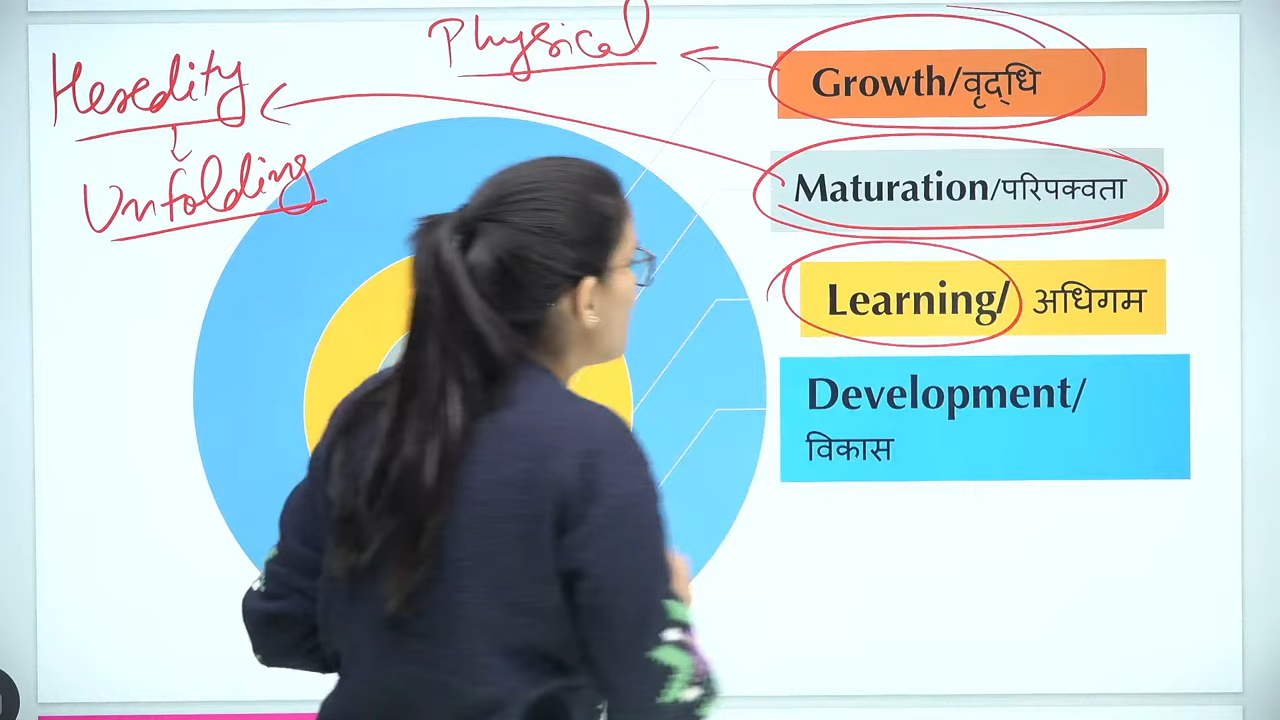 Physical
Heredity
Unfolding
Growth/वृद्धि
Maturation/परिपक्वता
Learning/ अधिगम
Development/
विकास